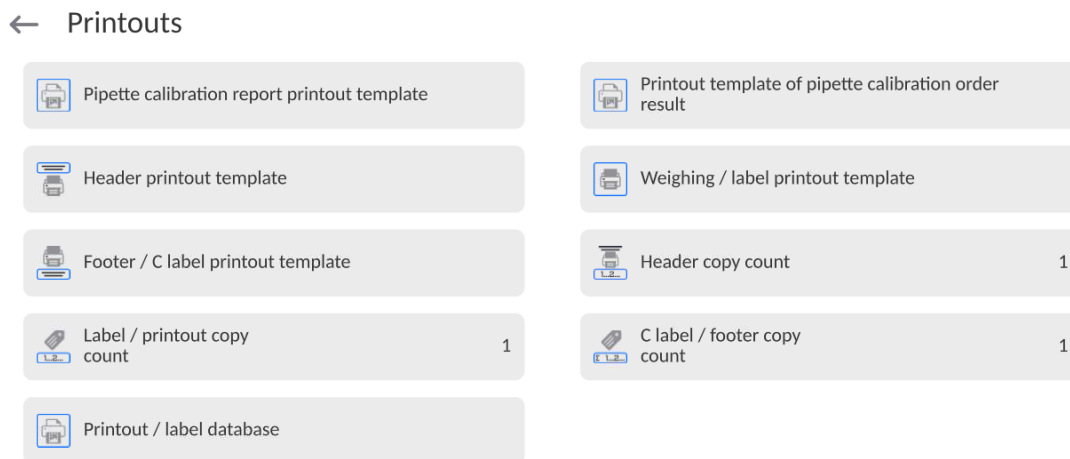 Printouts
Pipette calibration report printout template
Printout template of pipette calibration order
result
Header printout template
Weighing / label printout template
Footer / C label printout template
Header copy count
1
Label / printout copy
count
1
C label / footer copy
count
1
Printout / label database